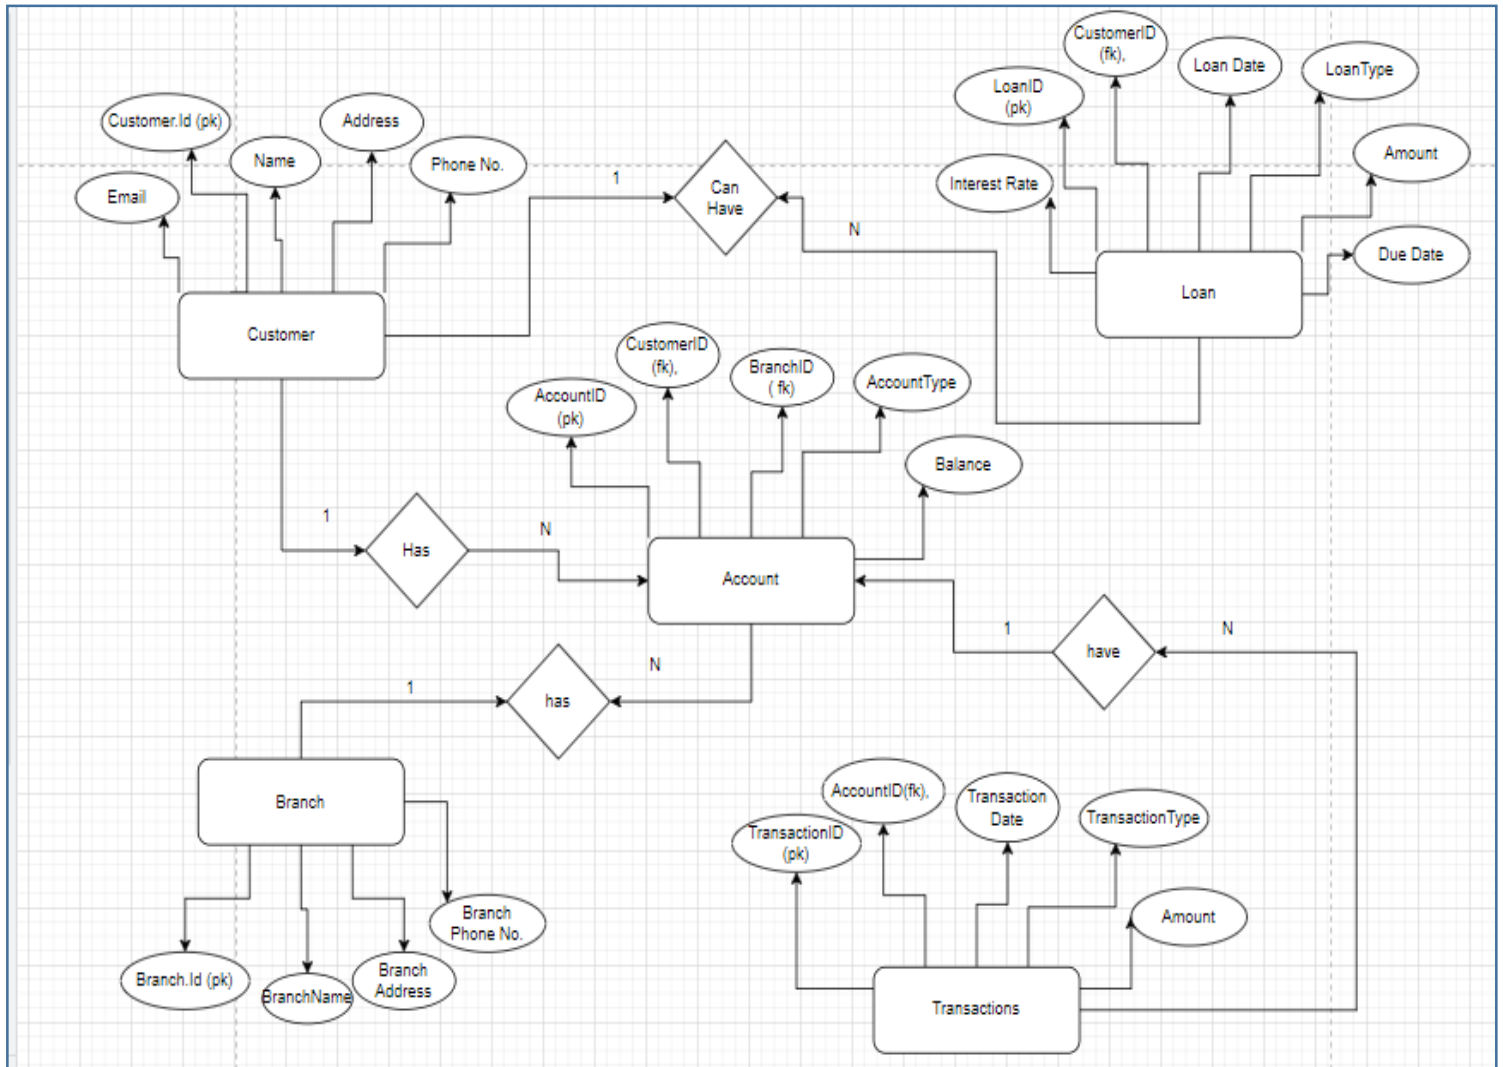 CustomerID
(fk),
Loan Date
LoanType
LoanID
(pk)
Customer.Id (pk)
Address
Name
Phone No.
Amount
Email
1
Can
Have
Interest Rate
N
Due Date
Loan
Customer
CustomerID
(fk),
BranchID
( fk)
AccountType
AccountID
(pk)
Balance
1
Has
N
Account
1
have
N
N
1
has
Branch
AccountID(fk),
Transaction
Date
TransactionType
TransactionID
(pk)
Branch
Phone No.
Amount
Branch.Id (pk)
BranchName
Branch
Address
Transactions